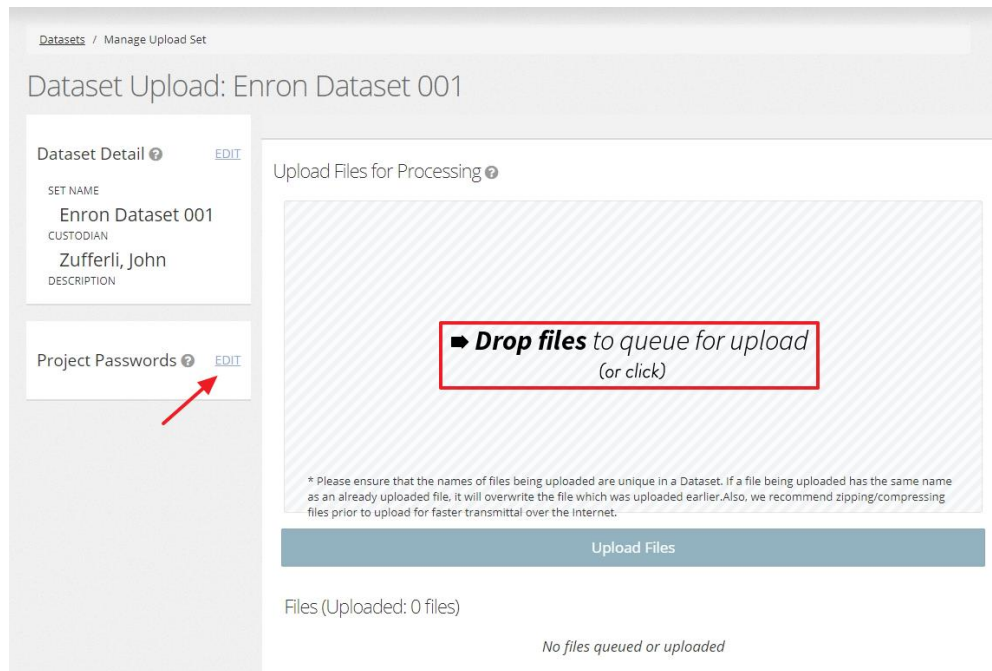 Datasets / Manage Upload Set
Dataset Upload: Enron Dataset 001
Dataset Detail EDIT
SET NAME
Enron Dataset 001
CUSTODIAN
Zufferli, John
DESCRIPTION
Project Passwords EDIT
Upload Files for Processing
Drop files to queue for upload
(or click)
* Please ensure that the names of files being uploaded are unique in a Dataset. If a file being uploaded has the same name
as an already uploaded file, it will overwrite the file which was uploaded earlier.Also, we recommend zipping/compressing
files prior to upload for faster transmittal over the Internet.
Upload Files
Files (Uploaded: 0 files)
No files queued or uploaded